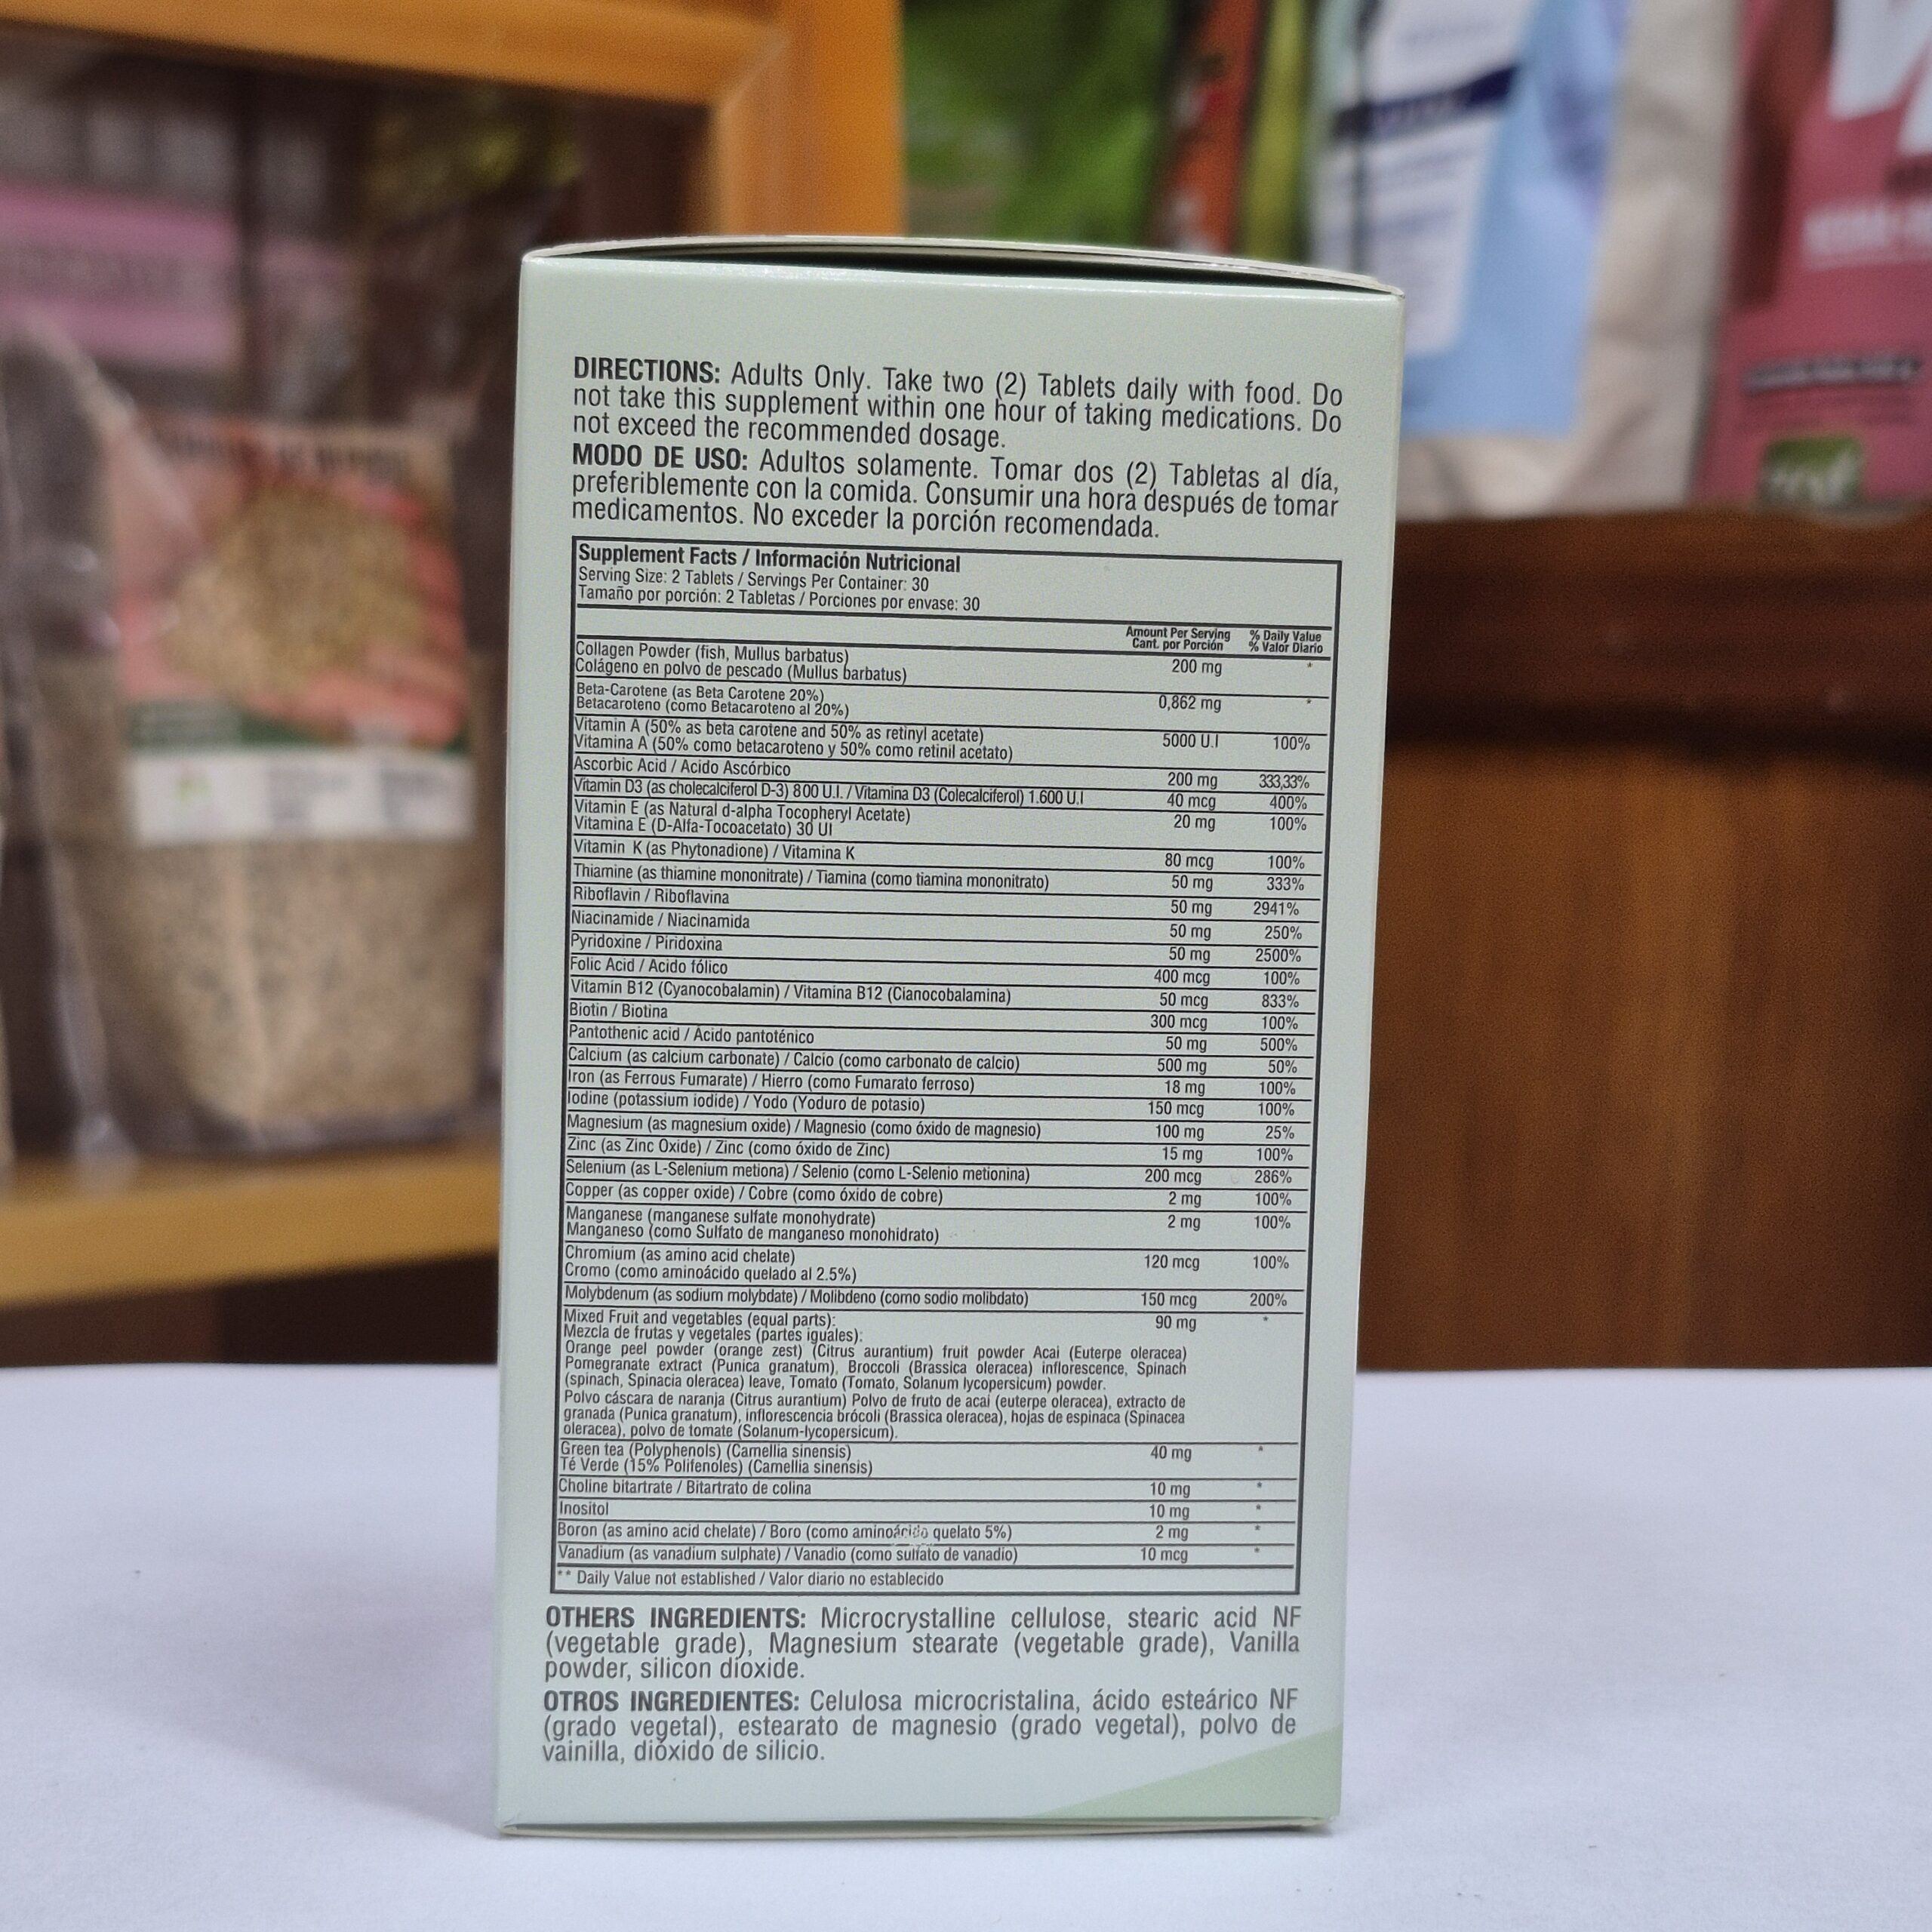 DIRECTIONS: Adults Only. Take two (2) Tablets daily with food. Do
not take this supplement within one hour of taking medications. Do
not exceed the recommended dosage.
MODO DE USO: Adultos solamente. Tomar dos (2) Tabletas al día,
preferiblemente con la comida. Consumir una hora después de tomar
medicamentos. No exceder la porción recomendada.
Supplement Facts / Información Nutricional
Serving Size: 2 Tablets / Servings Per Container: 30
Tamaño por porción: 2 Tabletas / Porciones por envase: 30
Amount Per Serving % Daily Value
Cant. por Porción % Valor Diario
Collagen Powder (fish, Mullus barbatus)
Colágeno en polvo de pescado (Mullus barbatus) 200 mg *
Beta-Carotene (as Beta Carotene 20%)
Betacaroteno (como Betacaroteno al 20%) 0,862 mg *
Vitamin A (50% as beta carotene and 50% as retinyl acetate)
Vitamina A (50% como betacaroteno y 50% como retinil acetato) 5000 U.I 100%
Ascorbic Acid / Acido Ascórbico 200 mg 333,33%
Vitamin D3 (as cholecalciferol D-3) 800 U.I. / Vitamina D3 (Colecalciferol) 1.600 U.I 40 mcg 400%
Vitamin E (as Natural d-alpha Tocopheryl Acetate) 20 mg 100%
Vitamina E (D-Alfa-Tocoacetato) 30 UI
Vitamin K (as Phytonadione) / Vitamina K 80 mcg 100%
Thiamine (as thiamine mononitrate) / Tiamina (como tiamina mononitrato) 50 mg 333%
Riboflavin / Riboflavina 50 mg 2941%
Niacinamide / Niacinamida 50 mg 250%
Pyridoxine / Piridoxina 50 mg 2500%
Folic Acid / Acido fólico 400 mcg 100%
Vitamin B12 (Cyanocobalamin) / Vitamina B12 (Cianocobalamina) 50 mcg 833%
Biotin / Biotina 300 mcg 100%
Pantothenic acid / Ácido pantoténico 50 mg 500%
Calcium (as calcium carbonate) / Calcio (como carbonato de calcio) 500 mg 50%
Iron (as Ferrous Fumarate) / Hierro (como Fumarato ferroso) 18 mg 100%
Iodine (potassium iodide) / Yodo (Yoduro de potasio) 150 mcg 100%
Magnesium (as magnesium oxide) / Magnesio (como óxido de magnesio) 100 mg 25%
Zinc (as Zinc Oxide) / Zinc (como óxido de Zinc) 15 mg 100%
Selenium (as L-Selenium metiona) / Selenio (como L-Selenio metionina) 200 mcg 286%
Copper (as copper oxide) / Cobre (como óxido de cobre) 2 mg 100%
Manganese (manganese sulfate monohydrate) 2 mg 100%
Manganeso (como Sulfato de manganeso monohidrato)
Chromium (as amino acid chelate) 120 mcg 100%
Cromo (como aminoácido quelado al 2.5%)
Molybdenum (as sodium molybdate) / Molibdeno (como sodio molibdato) 150 mcg 200%
Mixed Fruit and vegetables (equal parts): 90 mg *
Mezcla de frutas y vegetales (partes iguales):
Orange peel powder (orange zest) (Citrus aurantium) fruit powder Acai (Euterpe oleracea)
Pomegranate extract (Punica granatum), Broccoli (Brassica oleracea) inflorescence, Spinach
(spinach, Spinacia oleracea) leave, Tomato (Tomato, Solanum lycopersicum) powder.
Polvo cáscara de naranja (Citrus aurantium) Polvo de fruto de acaí (euterpe oleracea), extracto de
granada (Punica granatum), inflorescencia brócoli (Brassica oleracea), hojas de espinaca (Spinacea
oleracea), polvo de tomate (Solanum-lycopersicum).
Green tea (Polyphenols) (Camellia sinensis) 40 mg *
Té Verde (15% Polifenoles) (Camellia sinensis)
Choline bitartrate / Bitartrato de colina 10 mg *
Inositol 10 mg *
Boron (as amino acid chelate) / Boro (como aminoácido quelato 5%) 2 mg *
Vanadium (as vanadium sulphate) / Vanadio (como sulfato de vanadio) 10 mcg *
** Daily Value not established / Valor diario no establecido
OTHERS INGREDIENTS: Microcrystalline cellulose, stearic acid NF
(vegetable grade), Magnesium stearate (vegetable grade), Vanilla
powder, silicon dioxide.
OTROS INGREDIENTES: Celulosa microcristalina, ácido esteárico NF
(grado vegetal), estearato de magnesio (grado vegetal), polvo de
vainilla, dióxido de silicio.